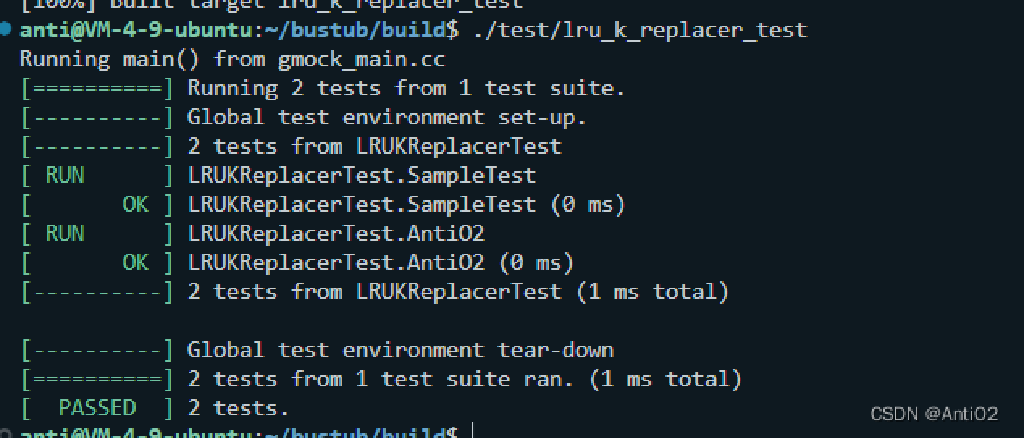 [100%] Built target lru_k_replacer_test
anti@VM-4-9-ubuntu:~/bustub/build$ ./test/lru_k_replacer_test
Running main() from gmock_main.cc
[==========] Running 2 tests from 1 test suite.
[----------] Global test environment set-up.
[----------] 2 tests from LRUKReplacerTest
[ RUN      ] LRUKReplacerTest.SampleTest
[       OK ] LRUKReplacerTest.SampleTest (0 ms)
[ RUN      ] LRUKReplacerTest.AntiO2
[       OK ] LRUKReplacerTest.AntiO2 (0 ms)
[----------] 2 tests from LRUKReplacerTest (1 ms total)
[----------] Global test environment tear-down
[==========] 2 tests from 1 test suite ran. (1 ms total)
[  PASSED  ] 2 tests.
anti@VM-4-9-ubuntu:~/bustub/build$
CSDN @AntiO2